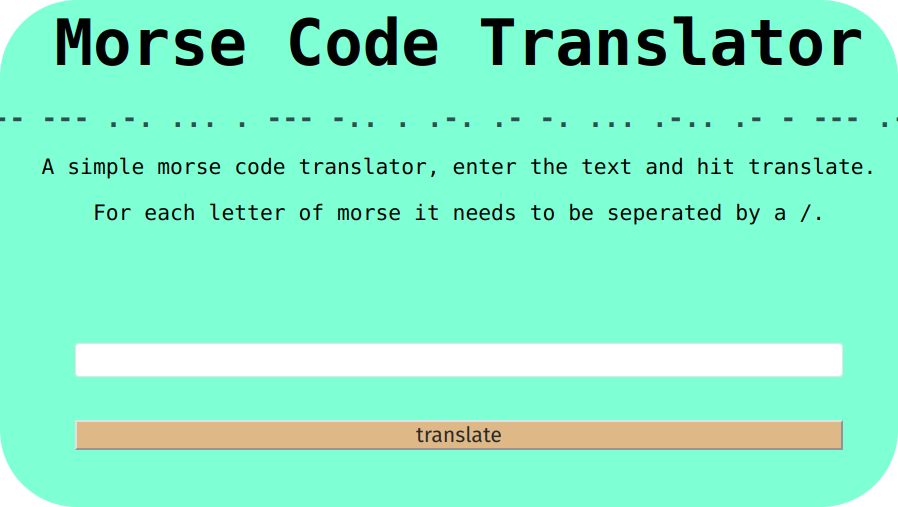 Morse Code Translator
-- --- .-. ... . --- -.. . .-. .- -. ... .-.. .- - --- .-
A simple morse code translator, enter the text and hit translate.
For each letter of morse it needs to be seperated by a /.
translate